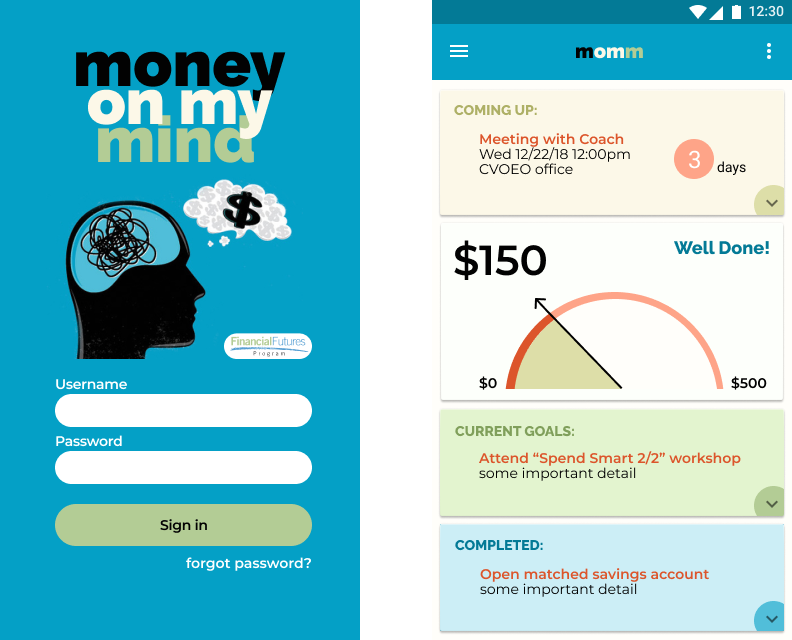 money
on my
mind
$
FinancialFutures
Program
Username
Password
Sign in
forgot password?
12:30
momm
COMING UP:
Meeting with Coach
Wed 12/22/18 12:00pm
CVOEO office
3 days
$150
Well Done!
$0
$500
CURRENT GOALS:
Attend “Spend Smart 2/2” workshop
some important detail
COMPLETED:
Open matched savings account
some important detail